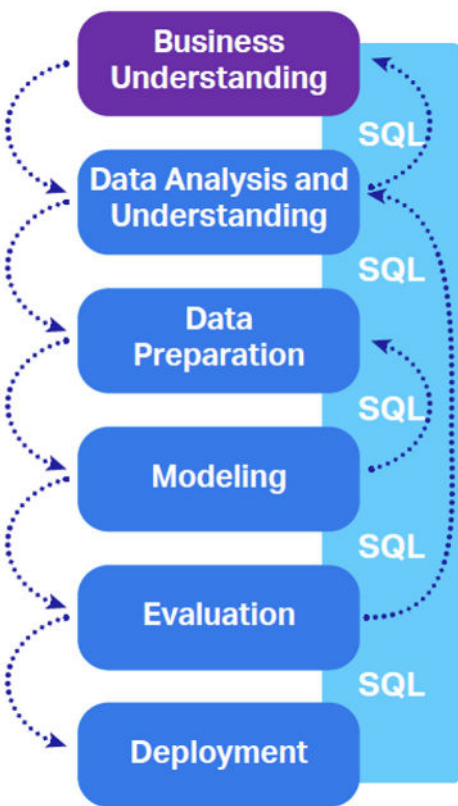 Business
Understanding
SQL
Data Analysis and
Understanding
SQL
Data
Preparation
SQL
Modeling
SQL
Evaluation
SQL
Deployment